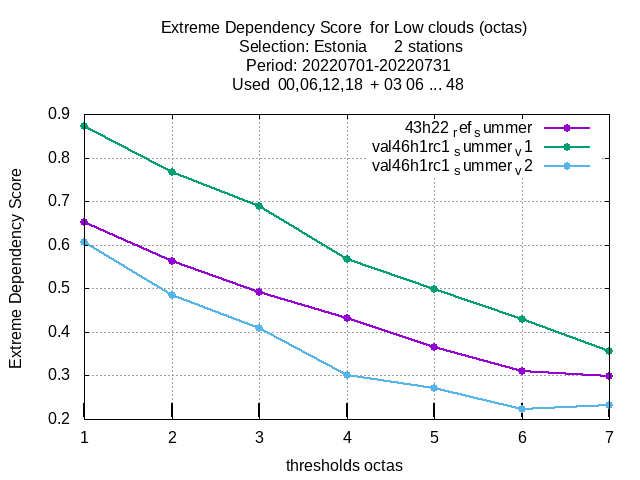 Extreme Dependency Score  for Low clouds (octas)
Selection: Estonia      2 stations
Period: 20220701-20220731
Used  00,06,12,18  + 03 06 ... 48
43h22 ref summer
val46h1rc1 summer v1
val46h1rc1 summer v2
Extreme Dependency Score
0.9
0.8
0.7
0.6
0.5
0.4
0.3
0.2
1 2 3 4 5 6 7
thresholds octas